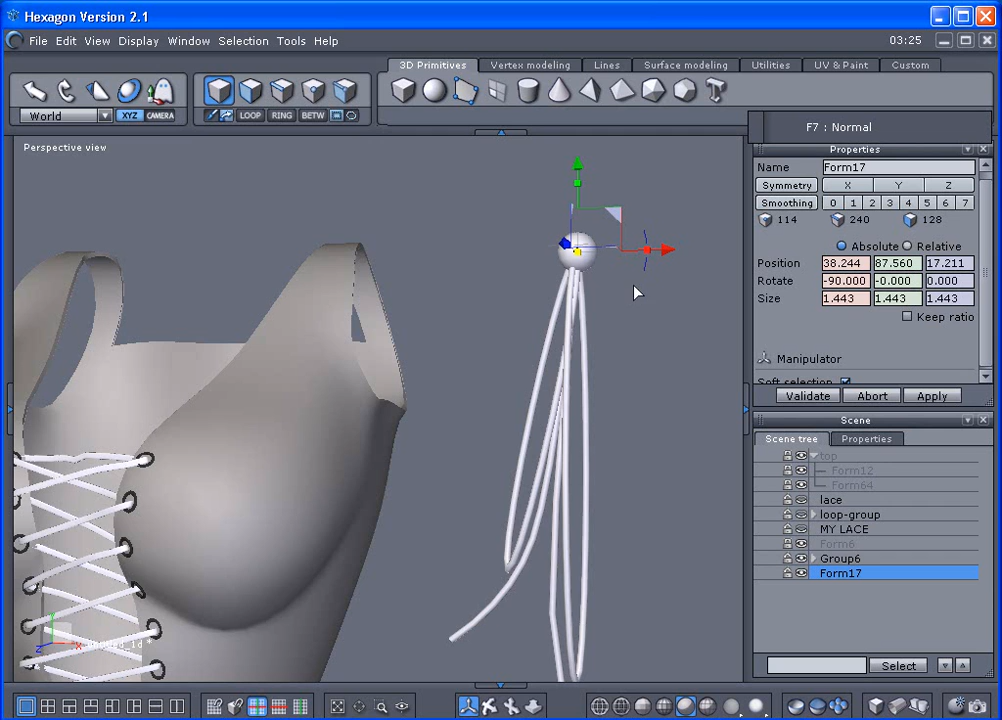 Hexagon Version 2.1
File Edit View Display Window Selection Tools Help 03:25
3D Primitives Vertex modeling Lines Surface modeling Utilities UV & Paint Custom
World XYZ CAMERA LOOP RING BETW
F7 : Normal
Perspective view
Properties
Name Form17
Symmetry X Y Z
Smoothing 0 1 2 3 4 5 6 7
114 240 128
Absolute Relative
Position 38.244 87.560 17.211
Rotate -90.000 -0.000 0.000
Size 1.443 1.443 1.443
Keep ratio
Manipulator
Soft selection
Validate Abort Apply
Scene
Scene tree Properties
top
Form12
Form64
lace
loop-group
MY LACE
Form6
Group6
Form17
Select
z x y